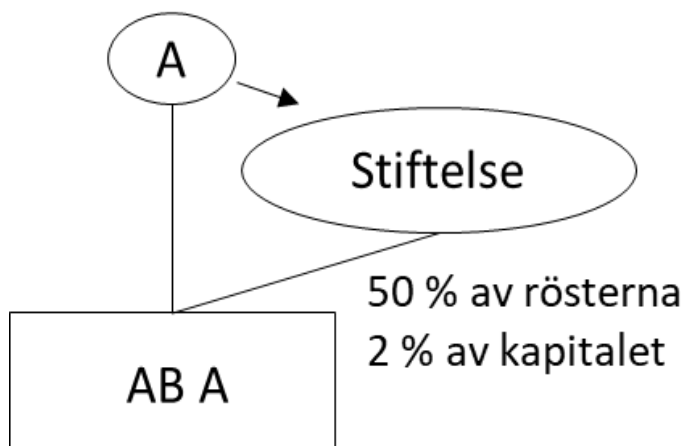 A
Stiftelse
50 % av rösterna
2 % av kapitalet
AB A